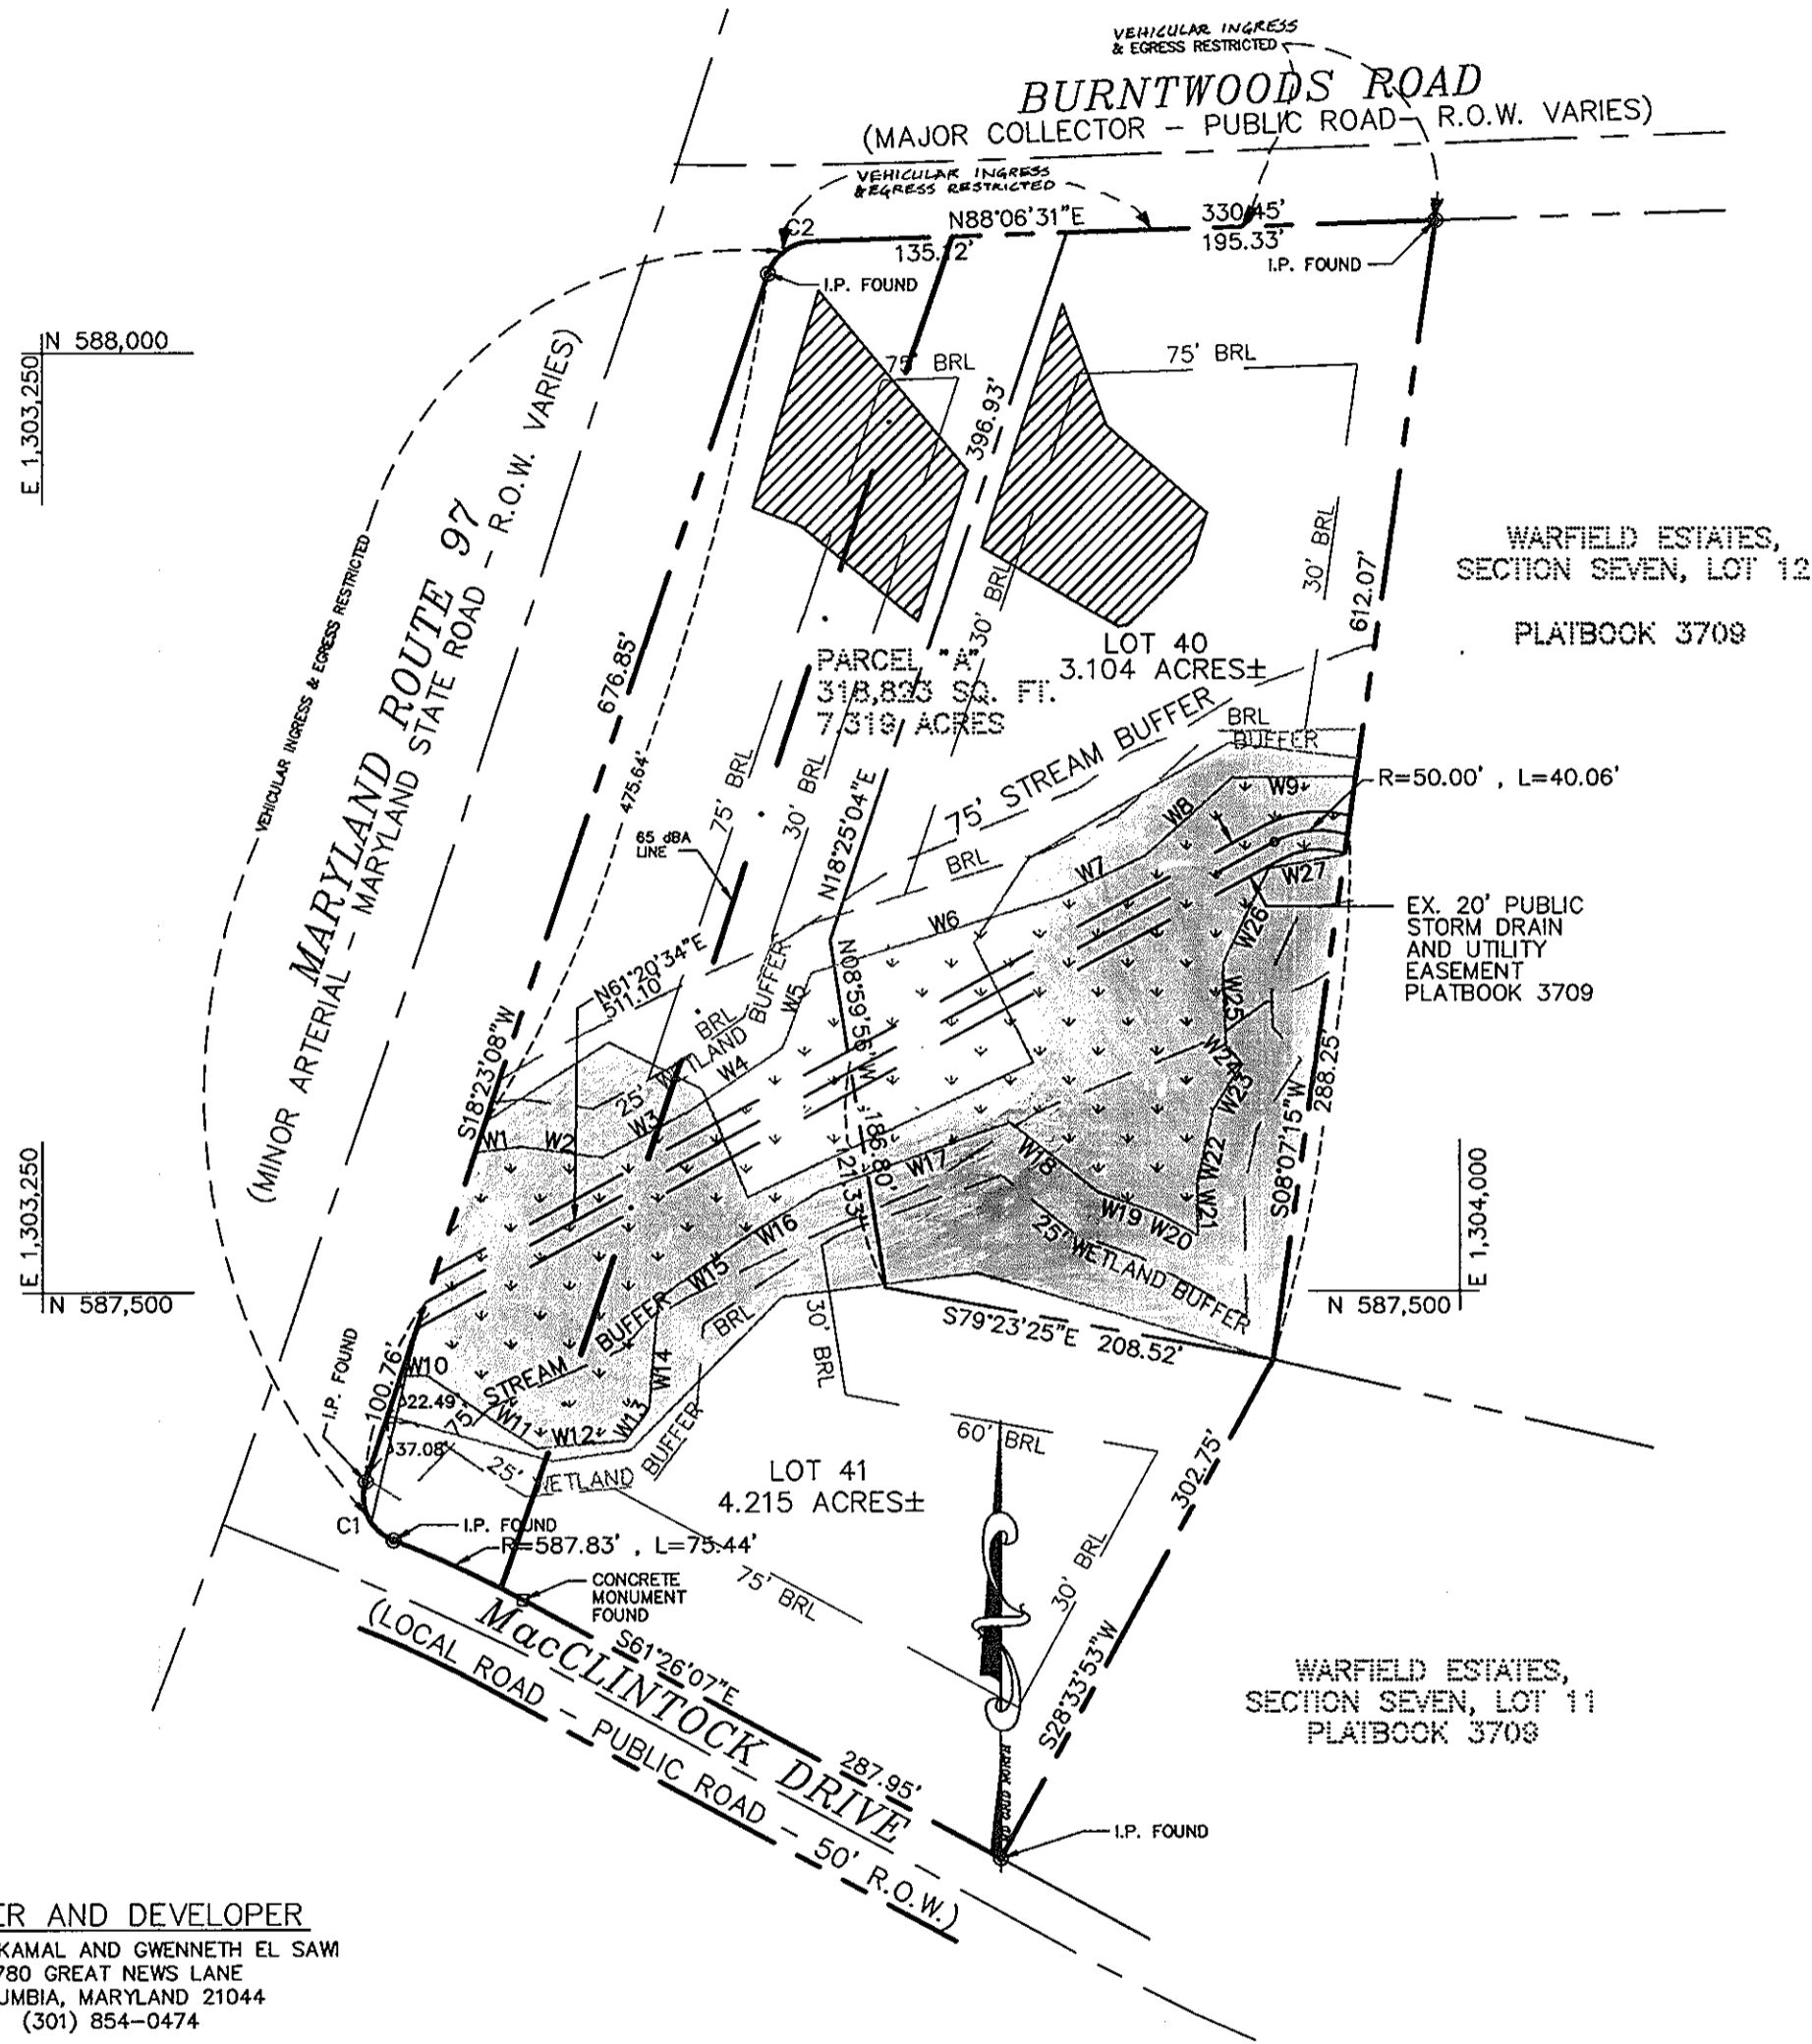 VEHICULAR INGRESS
& EGRESS RESTRICTED
BURNTWOODS ROAD
(MAJOR COLLECTOR – PUBLIC ROAD – R.O.W. VARIES)
VEHICULAR INGRESS
& EGRESS RESTRICTED
C2
N88°06'31"E
330.45'
135.12'
195.33'
I.P. FOUND
I.P. FOUND
N 588,000
E 1,303,250
75' BRL
75' BRL
396.93'
30' BRL
612.07'
WARFIELD ESTATES,
SECTION SEVEN, LOT 12
PLATBOOK 3709
VEHICULAR INGRESS & EGRESS RESTRICTED
MARYLAND ROUTE 97
(MINOR ARTERIAL – MARYLAND STATE ROAD – R.O.W. VARIES)
676.85'
475.64'
30' BRL
LOT 40
3.104 ACRES±
PARCEL "A"
318,823 SQ. FT.
7.319 ACRES
75' BRL
30' BRL
65 dBA
LINE
N18°25'04"E
75' STREAM BUFFER
BRL
BRL
BUFFER
R=50.00' , L=40.06'
W9
W8
W7
W6
W27
W26
W25
W24
W23
W22
W21
EX. 20' PUBLIC
STORM DRAIN
AND UTILITY
EASEMENT
PLATBOOK 3709
N61°20'34"E
511.10'
BRL
25' WETLAND BUFFER
W5
W4
W3
W2
W1
N08°59'56"W
186.80'
121.33'
S18°23'08"W
288.25'
S08°07'15"W
W17
W18
W19
W20
25' WETLAND BUFFER
W16
W15
W14
W13
W12
W11
W10
75' STREAM BUFFER
BRL
E 1,303,250
N 587,500
E 1,304,000
N 587,500
S79°23'25"E 208.52'
30' BRL
60' BRL
I.P. FOUND
100.76'
22.49'
37.08'
25' WETLAND BUFFER
LOT 41
4.215 ACRES±
302.75'
30' BRL
C1
I.P. FOUND
R=587.83' , L=75.44'
CONCRETE
MONUMENT
FOUND
75' BRL
S28°33'53"W
MacCLINTOCK DRIVE
(LOCAL ROAD – PUBLIC ROAD – 50' R.O.W.)
S61°26'07"E
287.95'
WARFIELD ESTATES,
SECTION SEVEN, LOT 11
PLATBOOK 3709
I.P. FOUND
ER AND DEVELOPER
KAMAL AND GWENNETH EL SAWI
780 GREAT NEWS LANE
UMBIA, MARYLAND 21044
(301) 854-0474